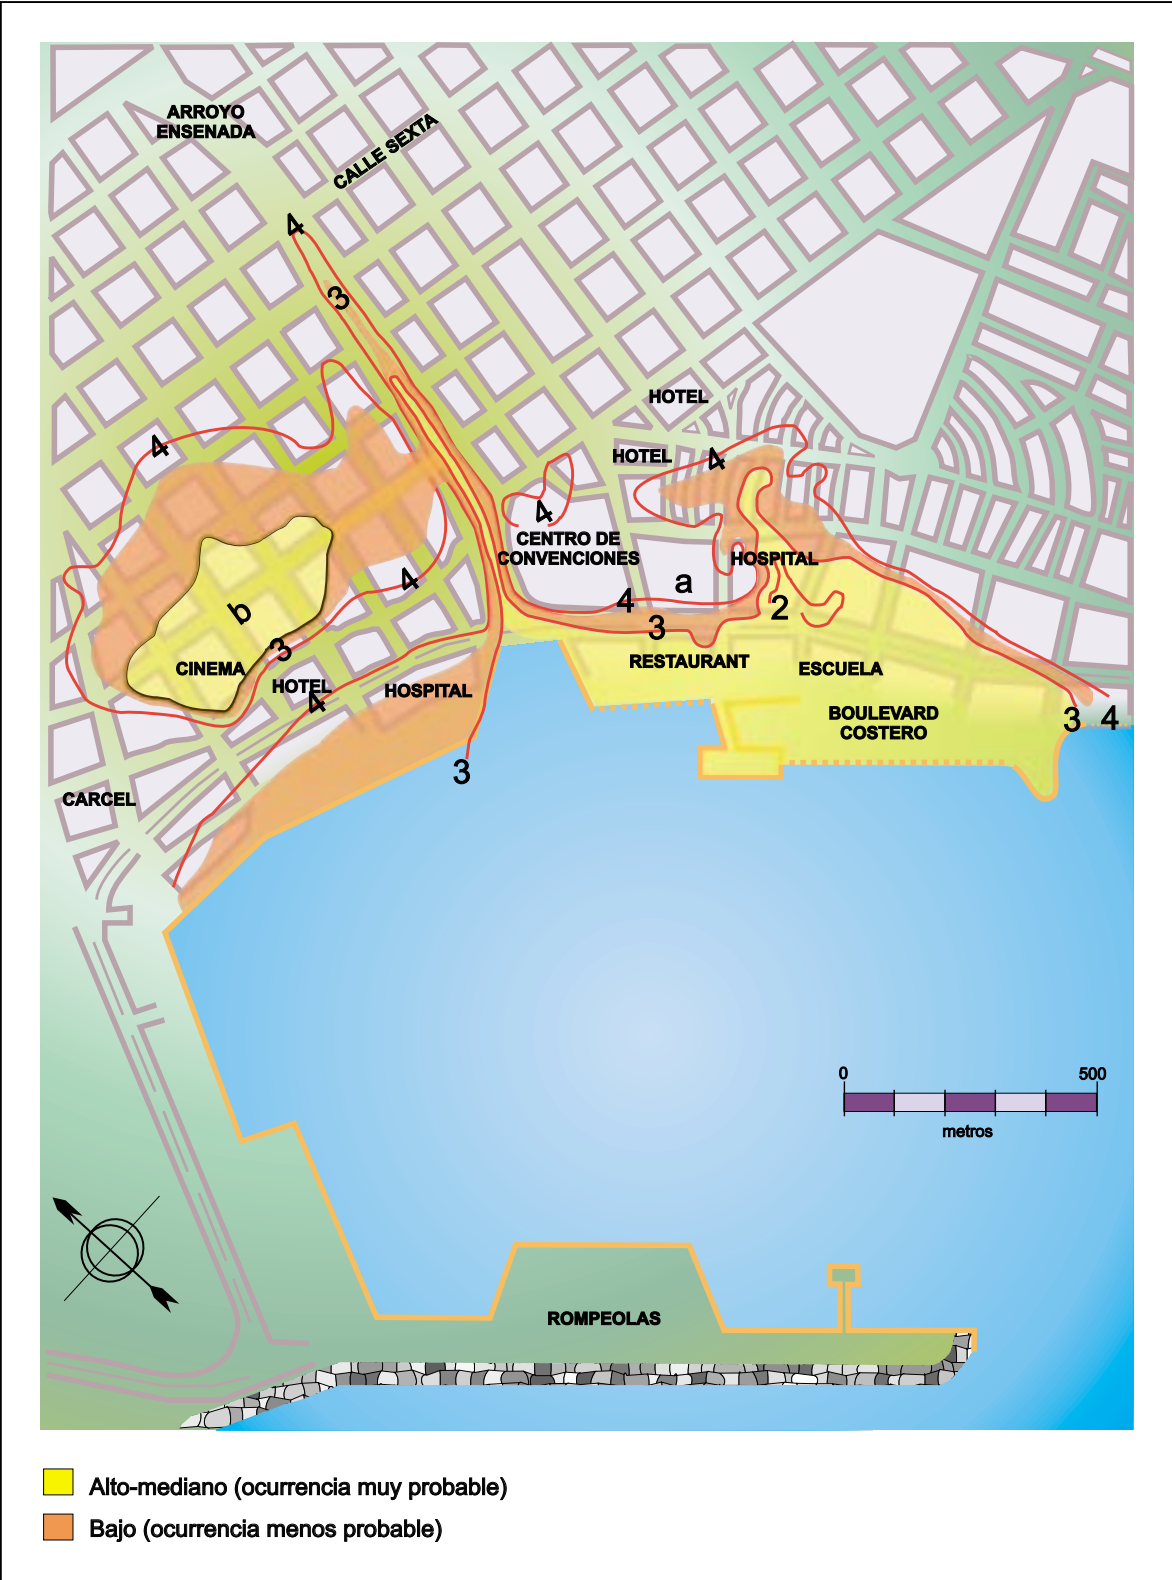 ARROYO
ENSENADA
CALLE SEXTA
4
3
HOTEL
4
HOTEL
4
4
CENTRO DE
CONVENCIONES
HOSPITAL
4
a
4
2
b
3
3
CINEMA
RESTAURANT
ESCUELA
HOTEL
HOSPITAL
4
BOULEVARD
COSTERO
3
4
3
CARCEL
0
500
metros
ROMPEOLAS
Alto-mediano (ocurrencia muy probable)
Bajo (ocurrencia menos probable)